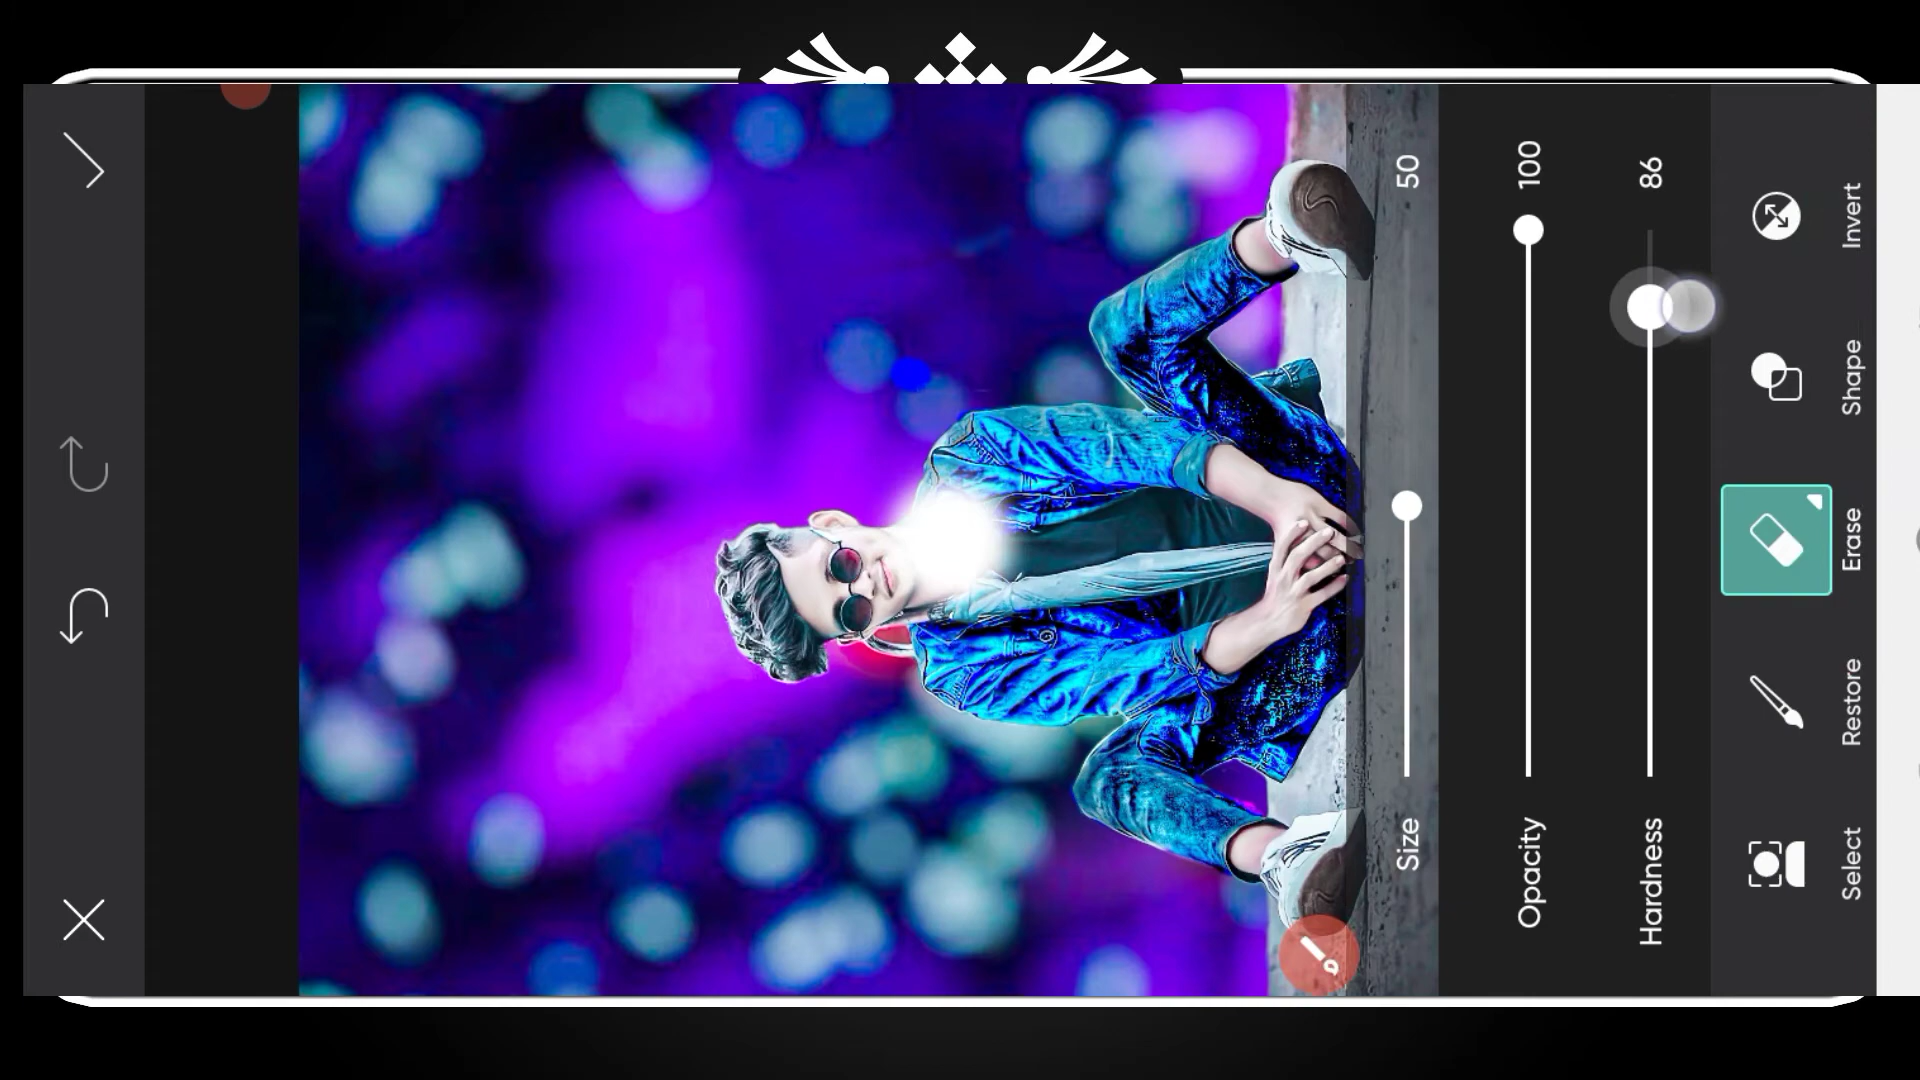 Size 50
Opacity 100
Hardness 86
Select
Restore
Erase
Shape
Invert